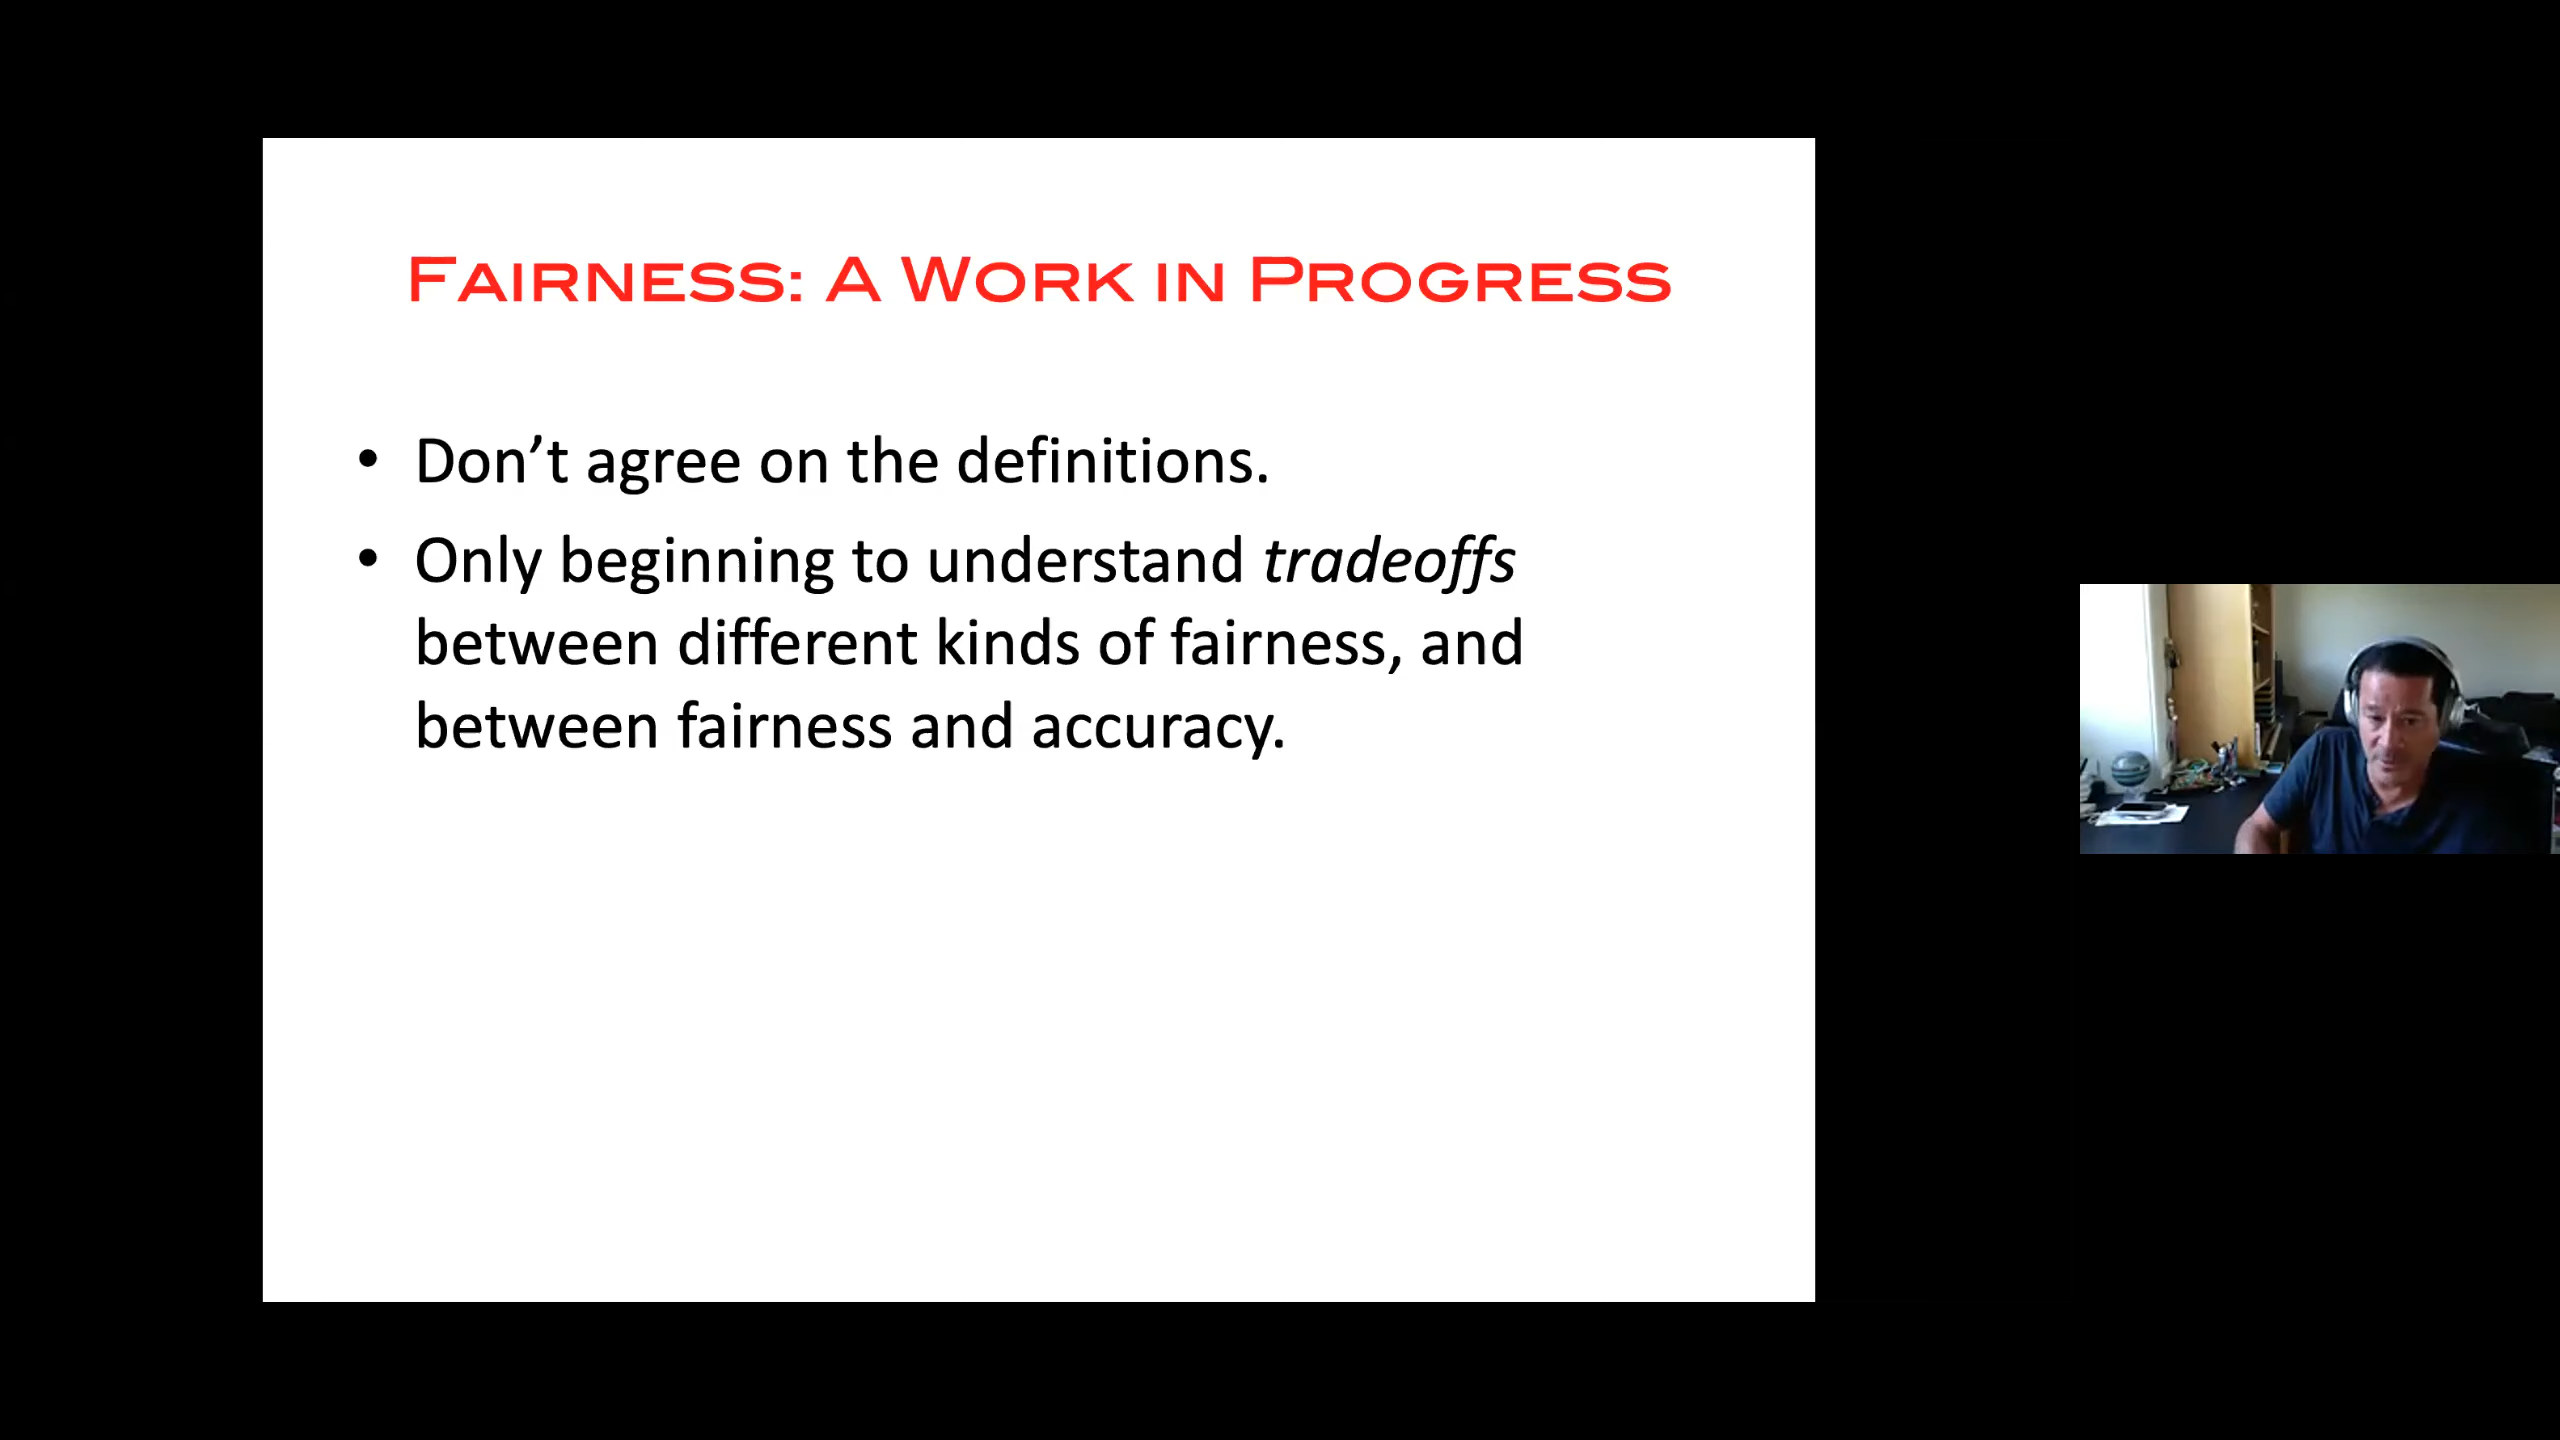 FAIRNESS: A WORK IN PROGRESS
• Don’t agree on the definitions.
• Only beginning to understand tradeoffs
between different kinds of fairness, and
between fairness and accuracy.